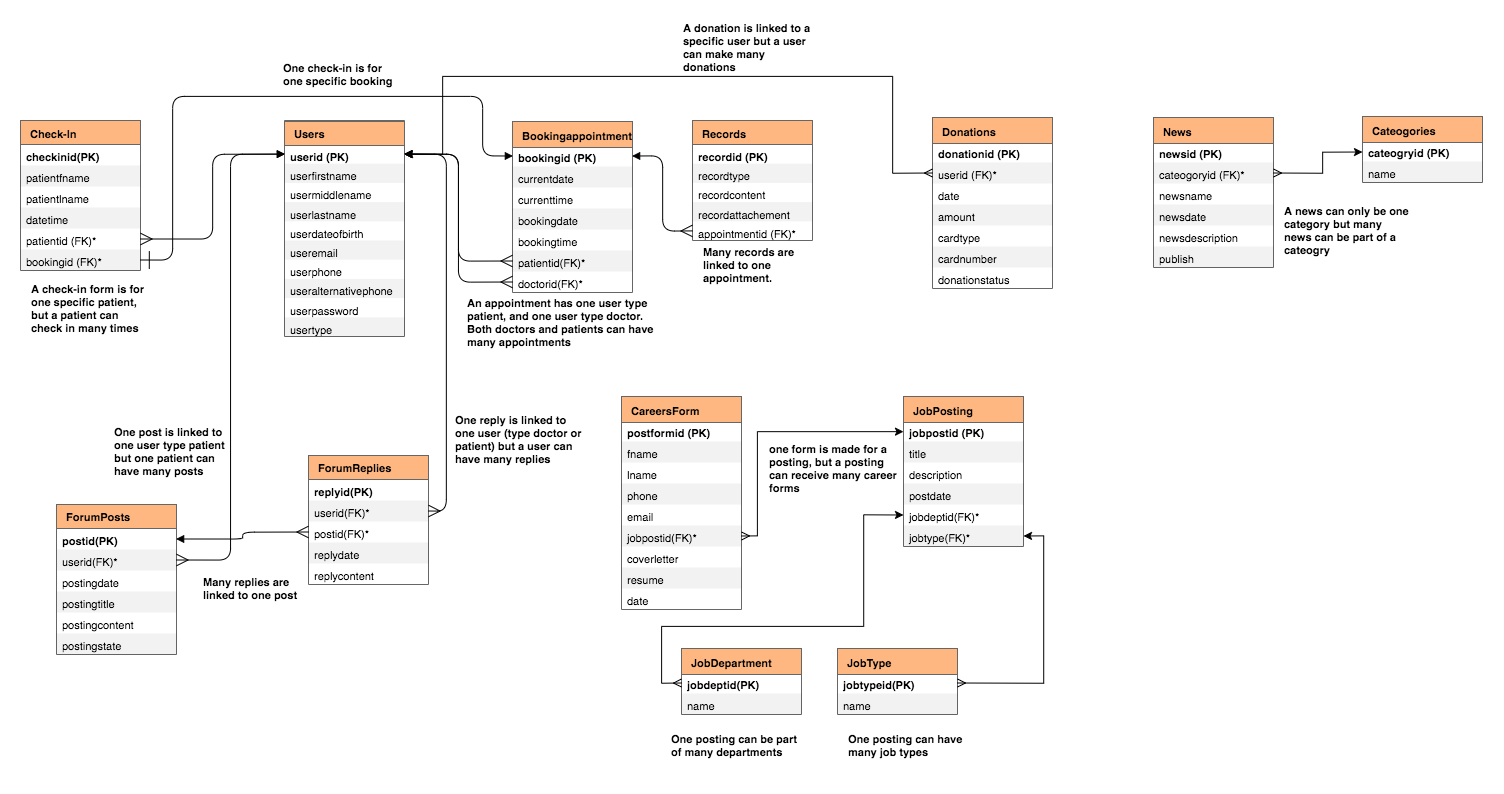 A donation is linked to a
specific user but a user
can make many
donations
One check-in is for
one specific booking
Check-In
checkinid(PK)
patientfname
patientlname
datetime
patientid (FK)*
bookingid (FK)*
A check-in form is for
one specific patient,
but a patient can
check in many times
Users
userid (PK)
userfirstname
usermiddlename
userlastname
userdateofbirth
useremail
userphone
useralternativephone
userpassword
usertype
Bookingappointment
bookingid (PK)
currentdate
currenttime
bookingdate
bookingtime
patientid(FK)*
doctorid(FK)*
An appointment has one user type
patient, and one user type doctor.
Both doctors and patients can have
many appointments
Records
recordid (PK)
recordtype
recordcontent
recordattachement
appointmentid (FK)*
Many records are
linked to one
appointment.
Donations
donationid (PK)
userid (FK)*
date
amount
cardtype
cardnumber
donationstatus
News
newsid (PK)
cateogoryid (FK)*
newsname
newsdate
newsdescription
publish
Cateogories
cateogryid (PK)
name
A news can only be one
category but many
news can be part of a
cateogry
One post is linked to
one user type patient
but one patient can
have many posts
One reply is linked to
one user (type doctor or
patient) but a user can
have many replies
ForumPosts
postid(PK)
userid(FK)*
postingdate
postingtitle
postingcontent
postingstate
ForumReplies
replyid(PK)
userid(FK)*
postid(FK)*
replydate
replycontent
Many replies are
linked to one post
CareersForm
postformid (PK)
fname
lname
phone
email
jobpostid(FK)*
coverletter
resume
date
one form is made for a
posting, but a posting
can receive many career
forms
JobPosting
jobpostid (PK)
title
description
postdate
jobdeptid(FK)*
jobtype(FK)*
JobDepartment
jobdeptid(PK)
name
One posting can be part
of many departments
JobType
jobtypeid(PK)
name
One posting can have
many job types